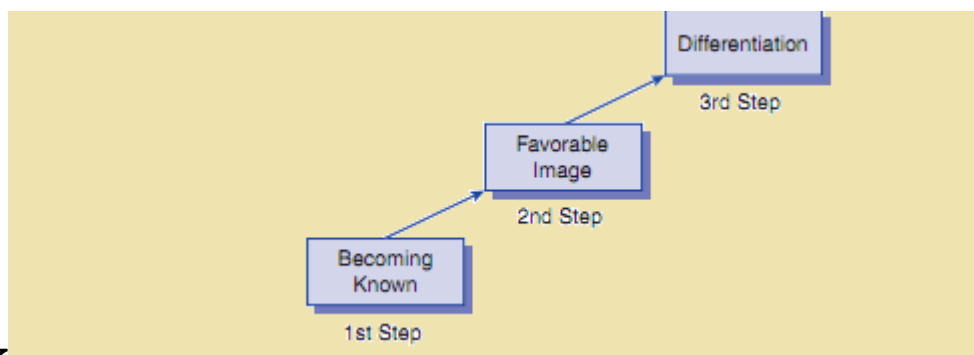 Differentiation
3rd Step
Favorable
Image
2nd Step
Becoming
Known
1st Step